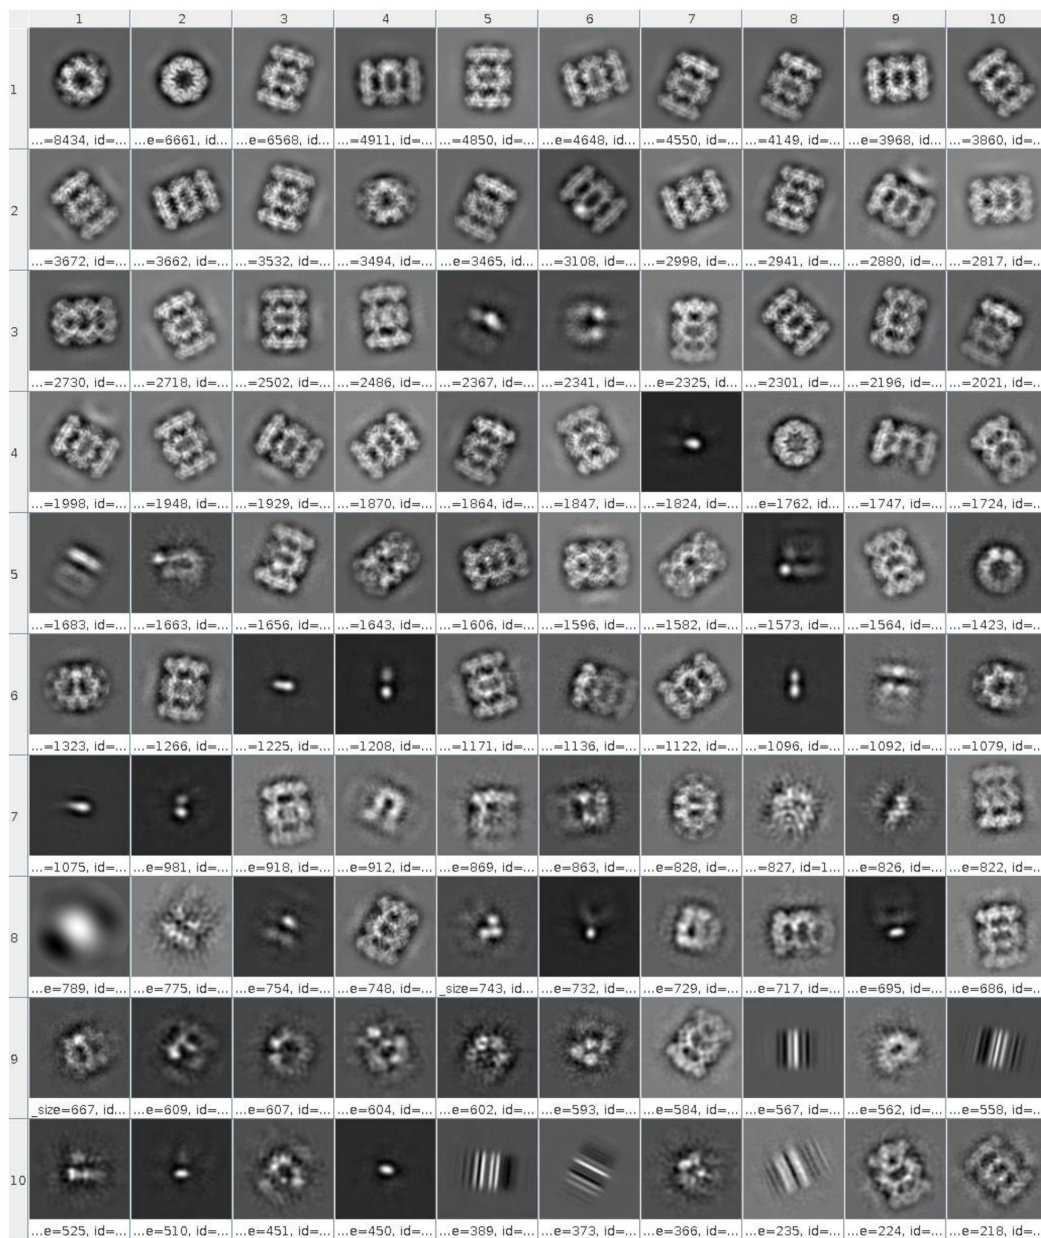 1 2 3 4 5 6 7 8 9 10
1
...=8434, id=... ...e=6661, id... ...e=6568, id... ...=4911, id=... ...=4850, id=... ...e=4648, id... ...=4550, id=... ...=4149, id=... ...e=3968, id... ...=3860, id=...
2
...=3672, id=... ...=3662, id=... ...=3532, id=... ...=3494, id=... ...e=3465, id... ...=3108, id=... ...=2998, id=... ...=2941, id=... ...=2880, id=... ...=2817, id=...
3
...=2730, id=... ...=2718, id=... ...=2502, id=... ...=2486, id=... ...=2367, id=... ...=2341, id=... ...e=2325, id... ...=2301, id=... ...=2196, id=... ...=2021, id=...
4
...=1998, id=... ...=1948, id=... ...=1929, id=... ...=1870, id=... ...=1864, id=... ...=1847, id=... ...=1824, id=... ...e=1762, id... ...=1747, id=... ...=1724, id=...
5
...=1683, id=... ...=1663, id=... ...=1656, id=... ...=1643, id=... ...=1606, id=... ...=1596, id=... ...=1582, id=... ...=1573, id=... ...=1564, id=... ...=1423, id=...
6
...=1323, id=... ...=1266, id=... ...=1225, id=... ...=1208, id=... ...=1171, id=... ...=1136, id=... ...=1122, id=... ...=1096, id=... ...=1092, id=... ...=1079, id=...
7
...=1075, id=... ...e=981, id=... ...e=918, id=... ...e=912, id=... ...e=869, id=... ...e=863, id=... ...e=828, id=... ...=827, id=1... ...e=826, id=... ...e=822, id=...
8
...e=789, id=... ...e=775, id=... ...e=754, id=... ...e=748, id=... _size=743, id... ...e=732, id=... ...e=729, id=... ...e=717, id=... ...e=695, id=... ...e=686, id=...
9
_size=667, id... ...e=609, id=... ...e=607, id=... ...e=604, id=... ...e=602, id=... ...e=593, id=... ...e=584, id=... ...e=567, id=... ...e=562, id=... ...e=558, id=...
10
...e=525, id=... ...e=510, id=... ...e=451, id=... ...e=450, id=... ...e=389, id=... ...e=373, id=... ...e=366, id=... ...e=235, id=... ...e=224, id=... ...e=218, id=...